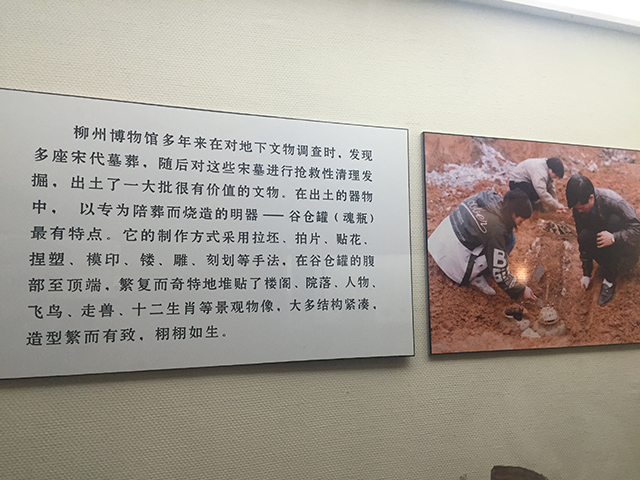 柳州博物馆多年来在对地下文物调查时，发现
多座宋代墓葬，随后对这些宋墓进行抢救性清理发
掘，出土了一大批很有价值的文物。在出土的器物
中， 以专为陪葬而烧造的明器——谷仓罐（魂瓶）
最有特点。它的制作方式采用拉坯、拍片、贴花、
捏塑、模印、镂、雕、刻划等手法，在谷仓罐的腹
部至顶端，繁复而奇特地堆贴了楼阁、院落、人物、
飞鸟、走兽、十二生肖等景观物像，大多结构紧凑，
造型繁而有致，栩栩如生。